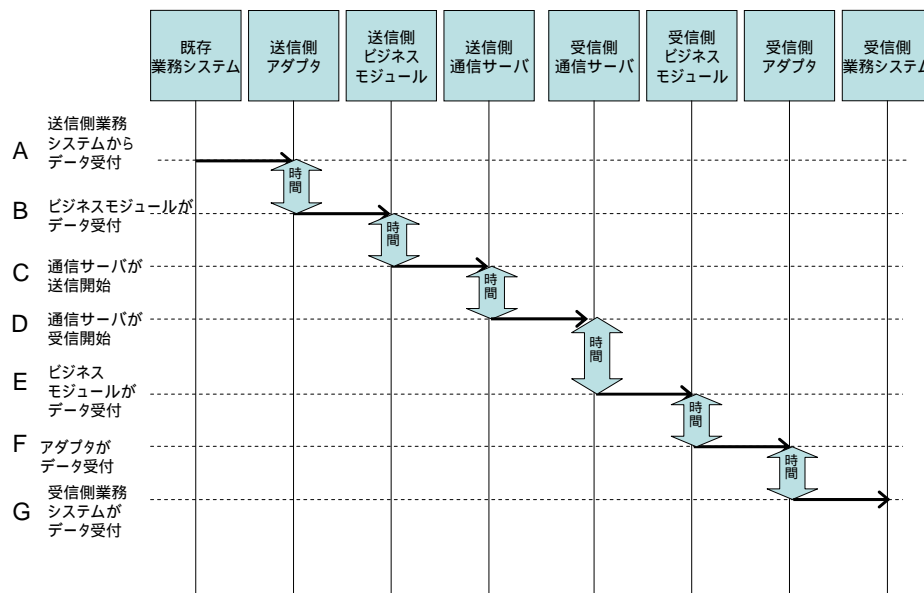 既存
業務システム
送信側
アダプタ
送信側
ビジネス
モジュール
送信側
通信サーバ
受信側
通信サーバ
受信側
ビジネス
モジュール
受信側
アダプタ
受信側
業務システム
A
送信側業務
システムから
データ受付
時間
B
ビジネスモジュールが
データ受付
時間
C
通信サーバが
送信開始
時間
D
通信サーバが
受信開始
時間
E
ビジネス
モジュールが
データ受付
時間
F
アダプタが
データ受付
時間
G
受信側業務
システムが
データ受付